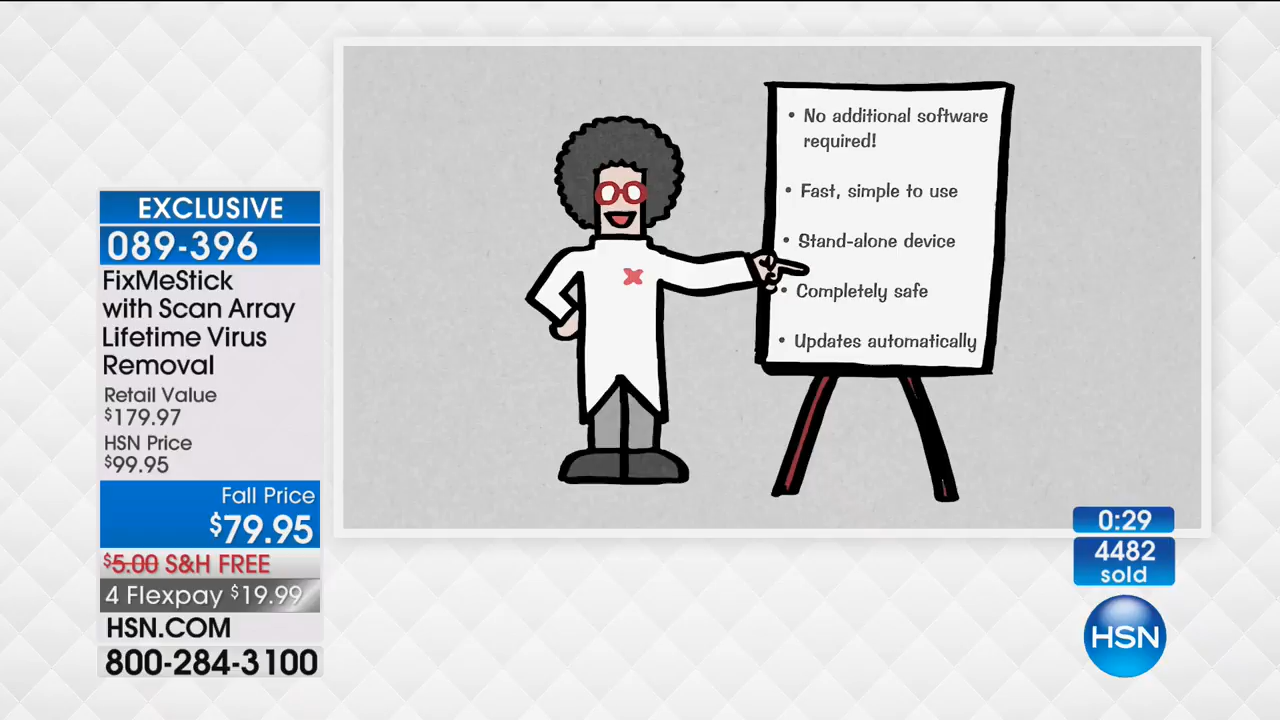 EXCLUSIVE
089-396
FixMeStick
with Scan Array
Lifetime Virus
Removal
Retail Value
$179.97
HSN Price
$99.95
Fall Price
$79.95
$5.00 S&H FREE
4 Flexpay $19.99
HSN.COM
800-284-3100
• No additional software
required!
• Fast, simple to use
• Stand-alone device
• Completely safe
• Updates automatically
0:29
4482
sold
HSN